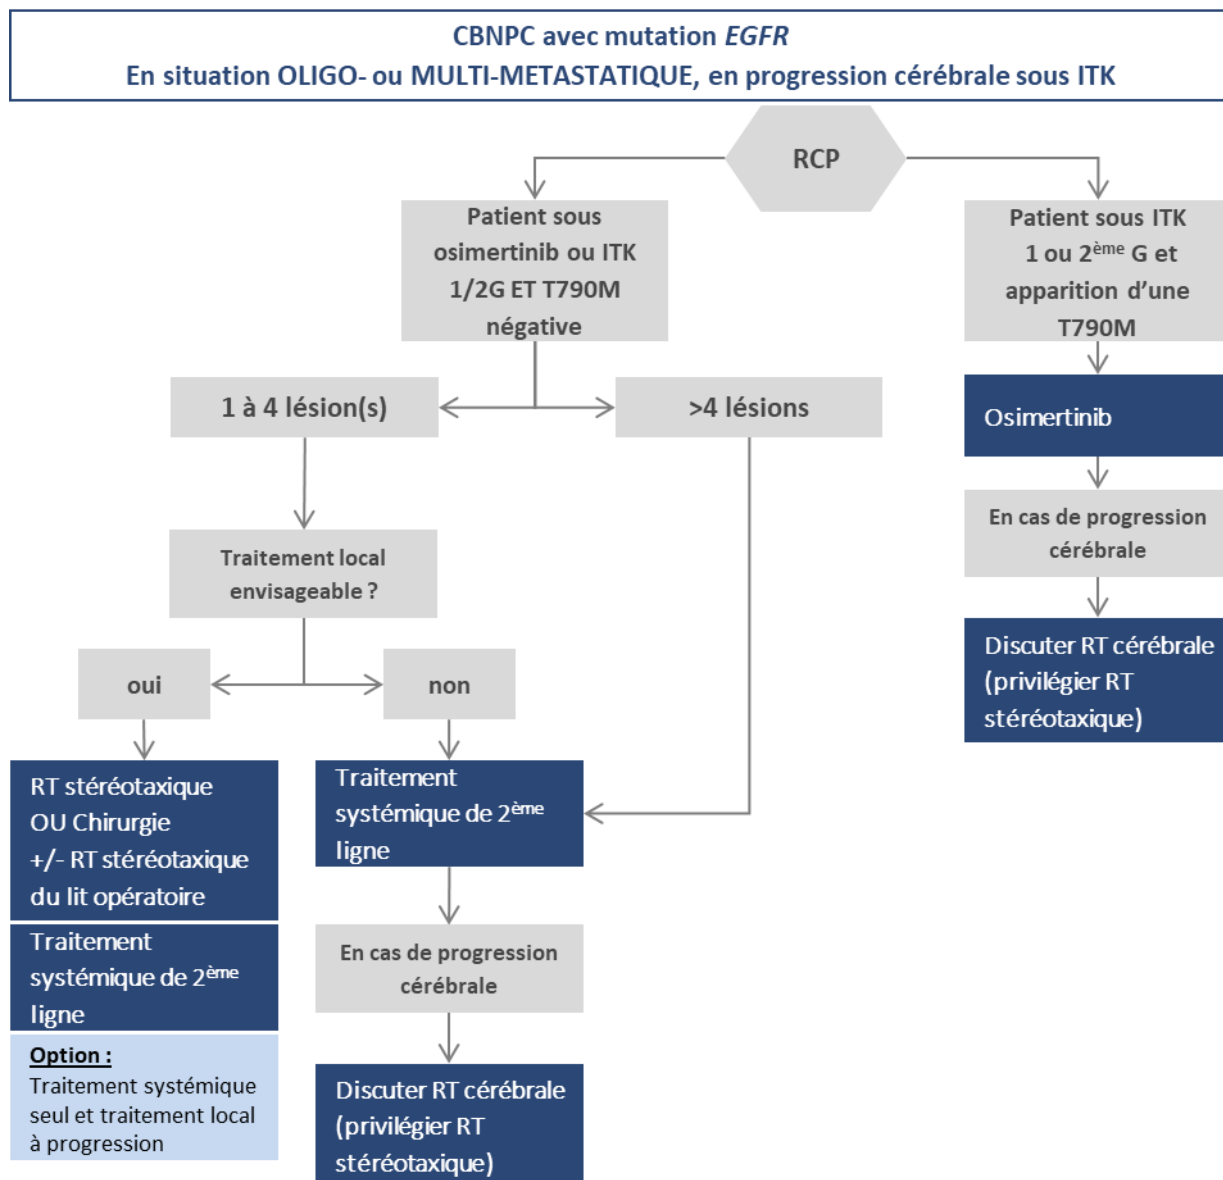 CBNPC avec mutation EGFR
En situation OLIGO- ou MULTI-METASTATIQUE, en progression cérébrale sous ITK
RCP
Patient sous
osimertinib ou ITK
1/2G ET T790M
négative
Patient sous ITK
1 ou 2ème G et
apparition d'une
T790M
1 à 4 lésion(s)
>4 lésions
Osimertinib
En cas de progression
cérébrale
Discuter RT cérébrale
(privilégier RT
stéréotaxique)
Traitement local
envisageable ?
oui
non
RT stéréotaxique
OU Chirurgie
+/- RT stéréotaxique
du lit opératoire
Traitement
systémique de 2ème
ligne
Option :
Traitement systémique
seul et traitement local
à progression
Traitement
systémique de 2ème
ligne
En cas de progression
cérébrale
Discuter RT cérébrale
(privilégier RT
stéréotaxique)